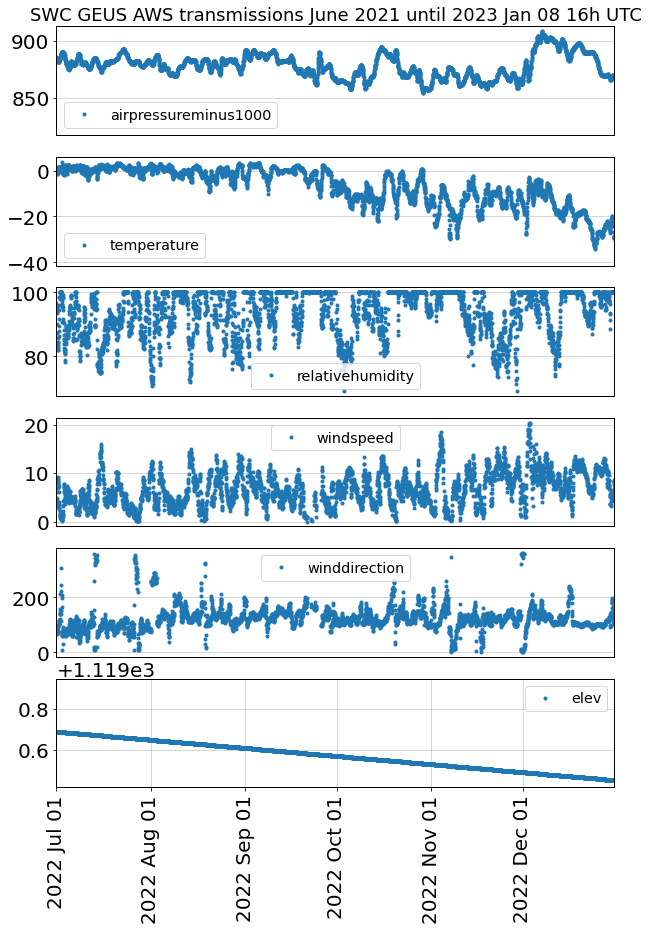 SWC GEUS AWS transmissions June 2021 until 2023 Jan 08 16h UTC
900
850
airpressureminus1000
0
−20
−40
temperature
100
80
relativehumidity
20
10
0
windspeed
200
0
winddirection
+1.119e3
0.8
0.6
elev
2022 Jul 01
2022 Aug 01
2022 Sep 01
2022 Oct 01
2022 Nov 01
2022 Dec 01